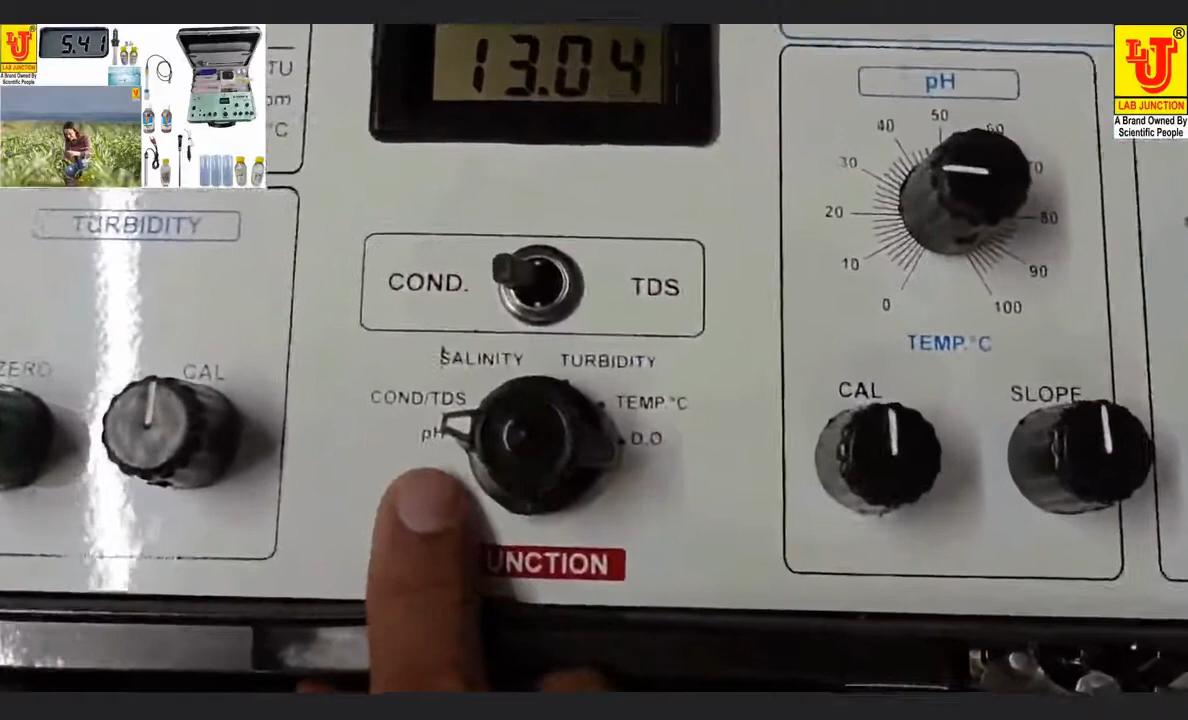 LJ
LAB JUNCTION
A Brand Owned By
Scientific People
5.41
13.04
TU
°C
TURBIDITY
ZERO
CAL
COND.
TDS
SALINITY
TURBIDITY
COND/TDS
TEMP.°C
pH
D.O
UNCTION
pH
0
10
20
30
40
50
60
80
90
100
TEMP.°C
CAL
SLOPE
LJ
®
LAB JUNCTION
A Brand Owned By
Scientific People